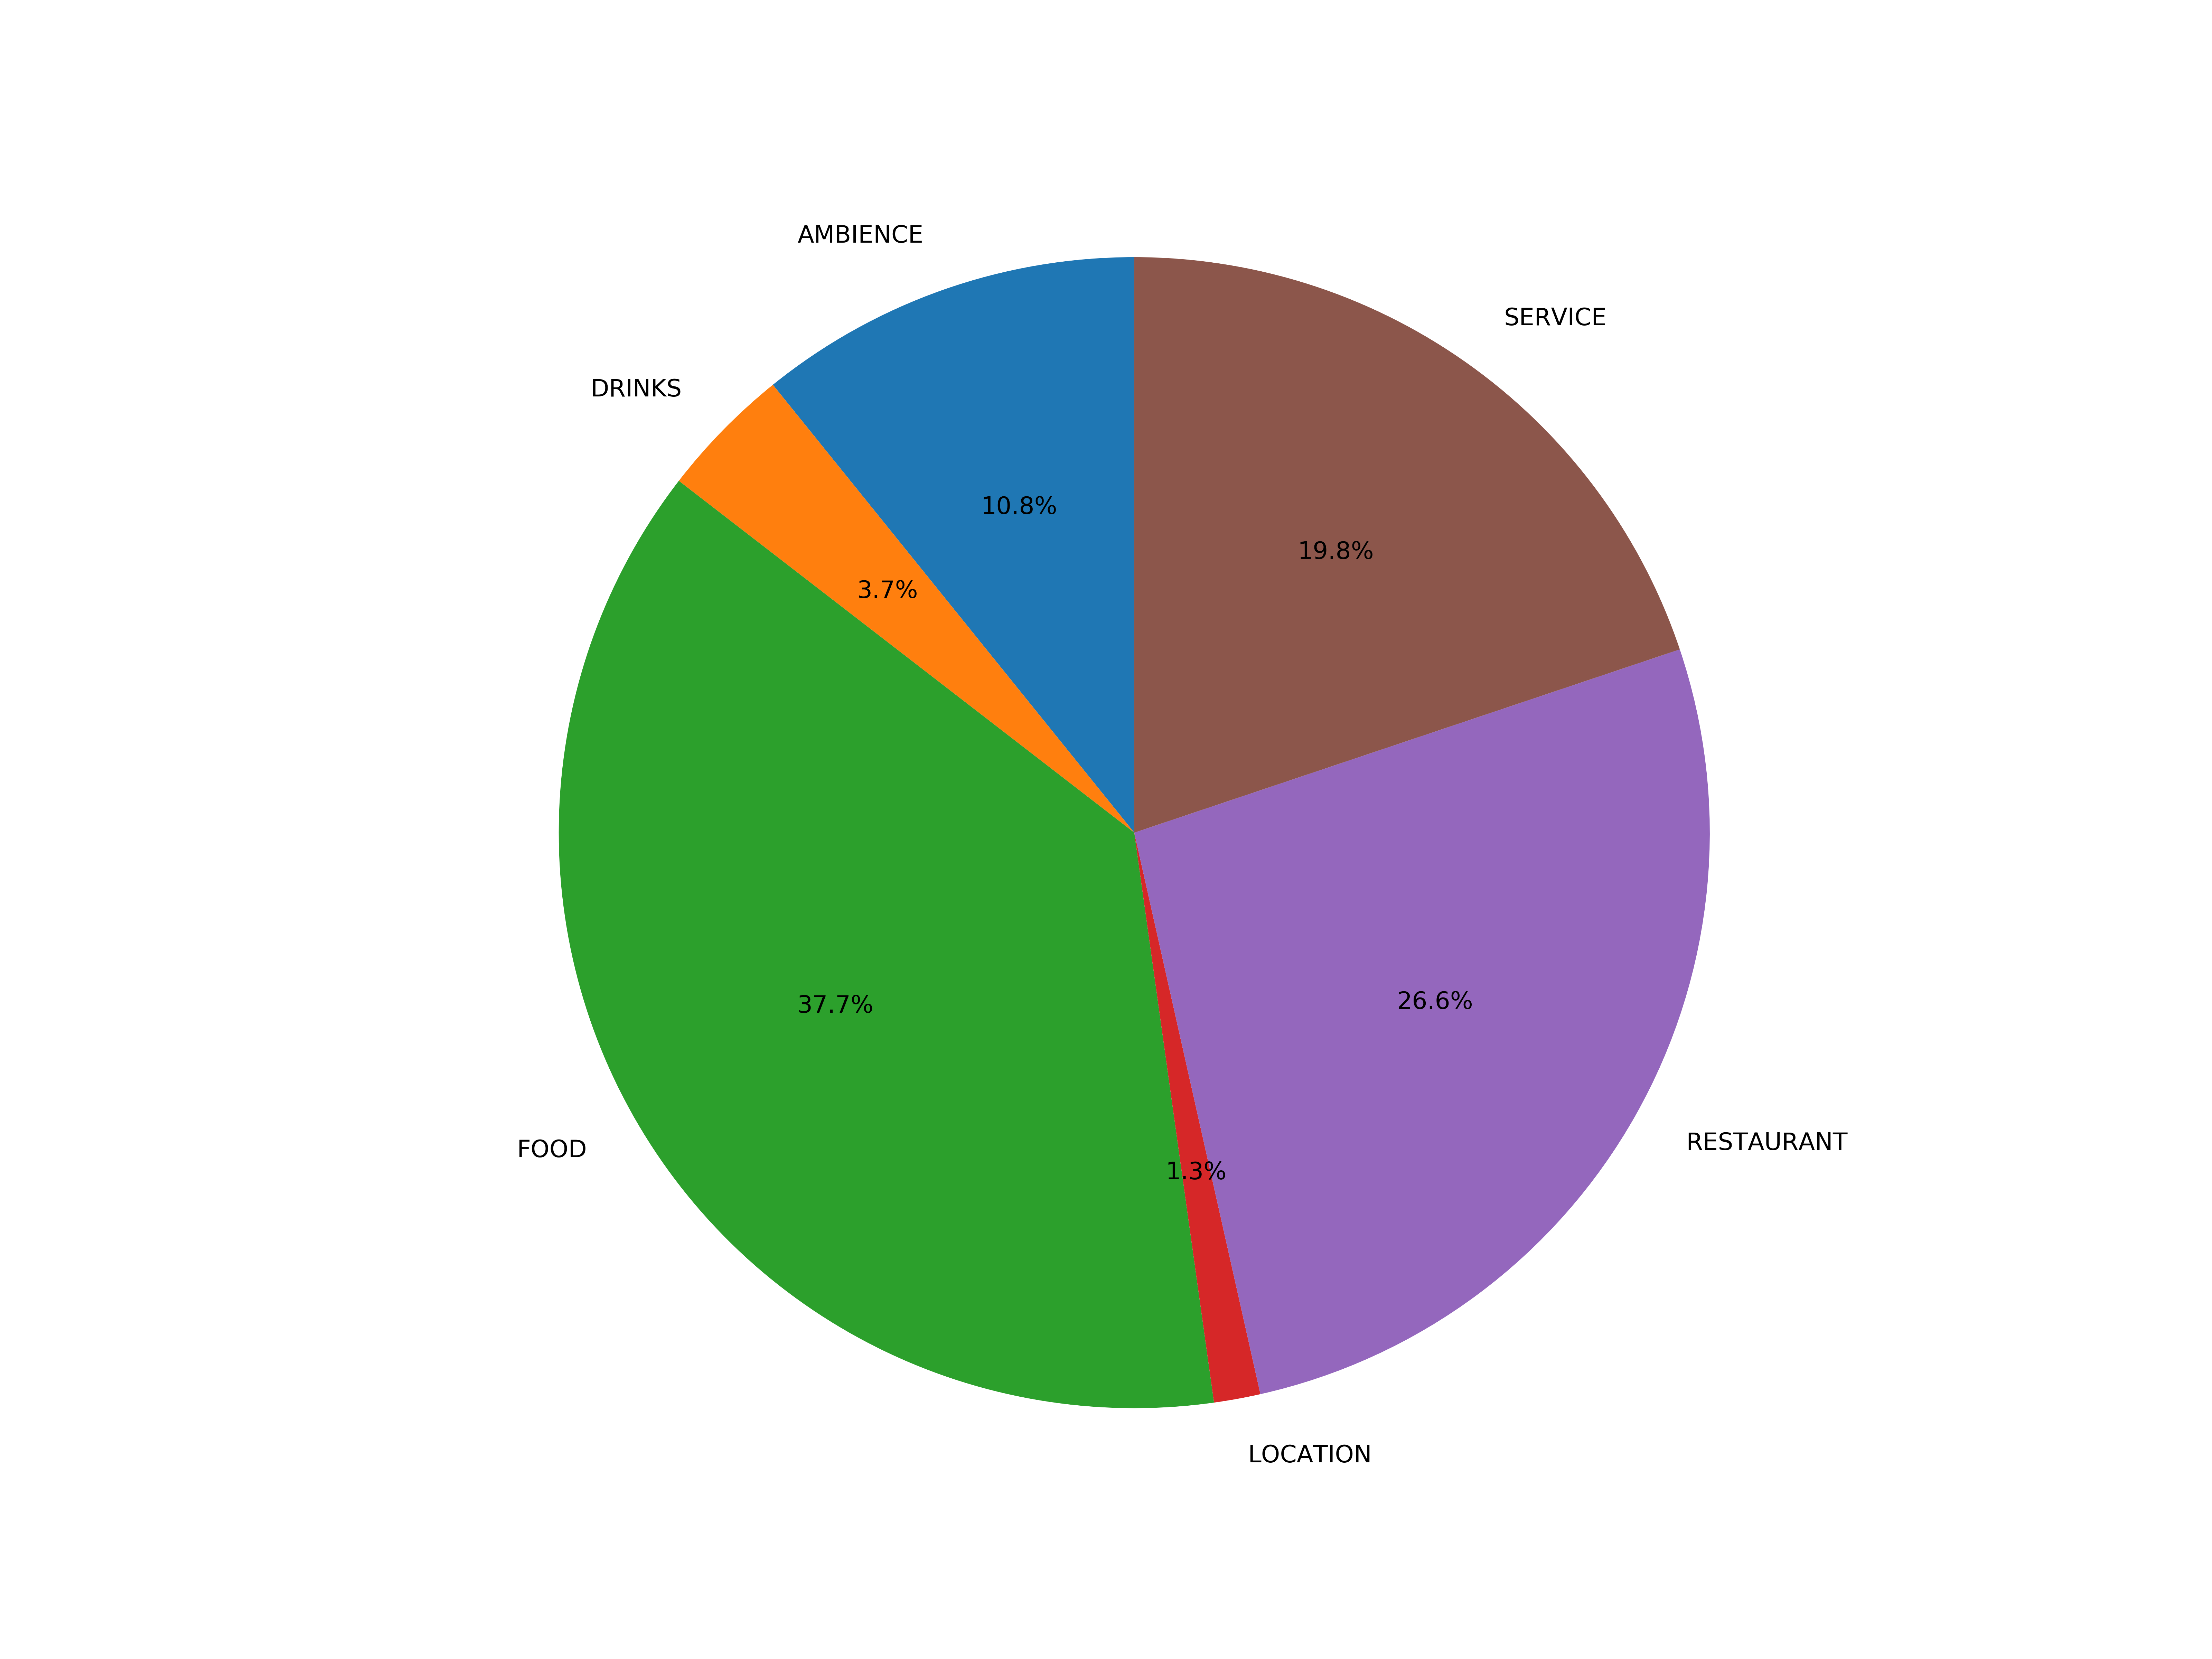 AMBIENCE
SERVICE
DRINKS
10.8%
19.8%
3.7%
37.7%
26.6%
FOOD
1.3%
RESTAURANT
LOCATION